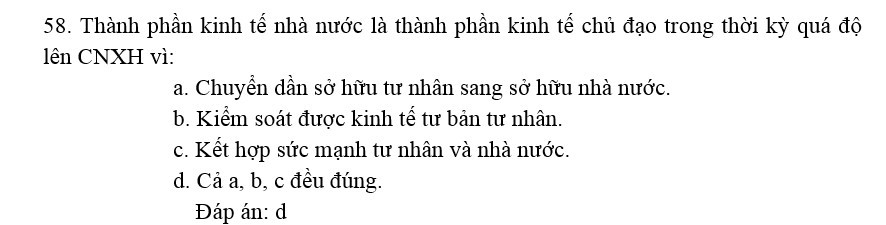 58. Thành phần kinh tế nhà nước là thành phần kinh tế chủ đạo trong thời kỳ quá độ
lên CNXH vì:
a. Chuyển dần sở hữu tư nhân sang sở hữu nhà nước.
b. Kiểm soát được kinh tế tư bản tư nhân.
c. Kết hợp sức mạnh tư nhân và nhà nước.
d. Cả a, b, c đều đúng.
Đáp án: d